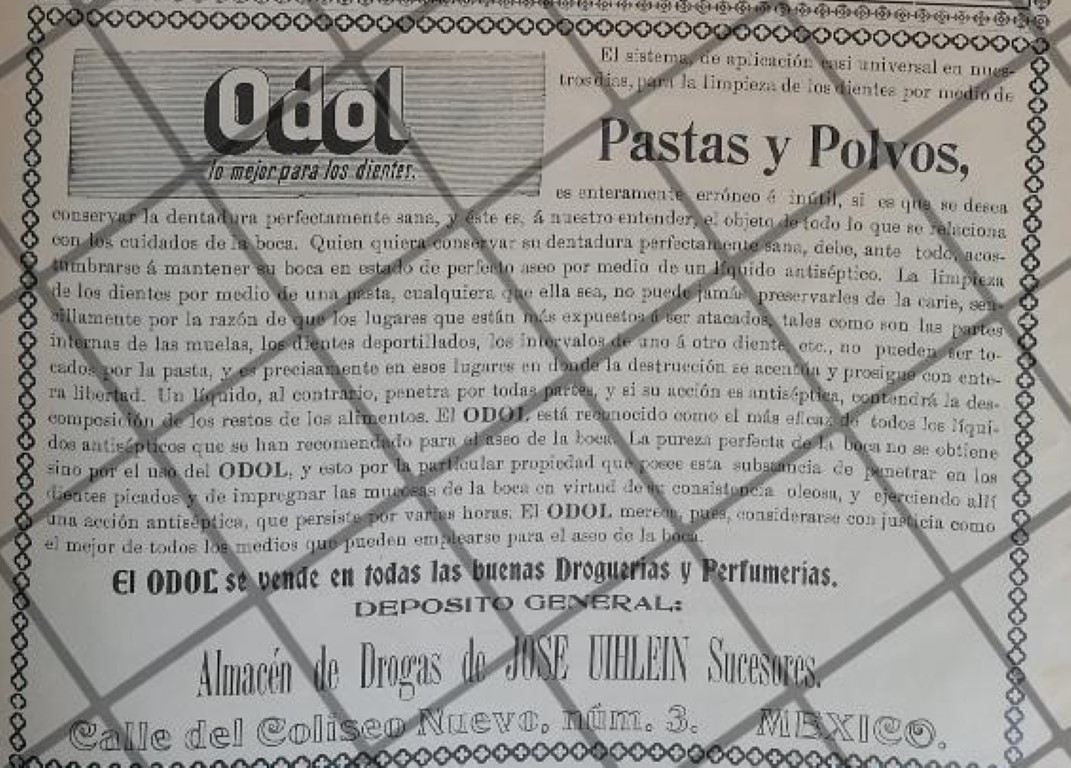 Odol
lo mejor para los dientes.
El sistema, de aplicación casi universal en nues-
tros dias, para la limpieza de los dientes por medio de
Pastas y Polvos,
es enteramente erróneo á inútil, si es que se desea
conservar la dentadura perfectamente sana, y éste es, á nuestro entender, el objeto de todo lo que se relaciona
con los cuidados de la boca. Quien quiera conservar su dentadura perfectamente sana, debe, ante todo, acos-
tumbrarse á mantener su boca en estado de perfecto aseo por medio de un líquido antiséptico. La limpieza
de los dientes por medio de una pasta, cualquiera que ella sea, no puede jamás preservarles de la carie, sen-
cillamente por la razón de que los lugares que están más expuestos á ser atacados, tales como son las partes
internas de las muelas, los dientes deportillados, los intervalos de uno á otro diente, etc., no pueden ser to-
cados por la pasta, y es precisamente en esos lugares en donde la destrucción se acentúa y prosigue con ente-
ra libertad. Un líquido, al contrario, penetra por todas partes, y si su acción es antiséptica, contendrá la des-
composición de los restos de los alimentos. El ODOL está reconocido como el más eficaz de todos los líqui-
dos antisépticos que se han recomendado para el aseo de la boca. La pureza perfecta de la boca no se obtiene
sino por el uso del ODOL, y esto por la particular propiedad que posee esta substancia de penetrar en los
dientes picados y de impregnar las mucosas de la boca en virtud de su consistencia oleosa, y ejerciendo allí
una acción antiséptica, que persiste por varias horas. El ODOL merece, pues, considerarse con justicia como
el mejor de todos los medios que pueden emplearse para el aseo de la boca.
El ODOL se vende en todas las buenas Droguerías y Perfumerías.
DEPOSITO GENERAL:
Almacén de Drogas de JOSE UIHLEIN Sucesores.
Calle del Coliseo Nuevo, núm. 3. MEXICO.